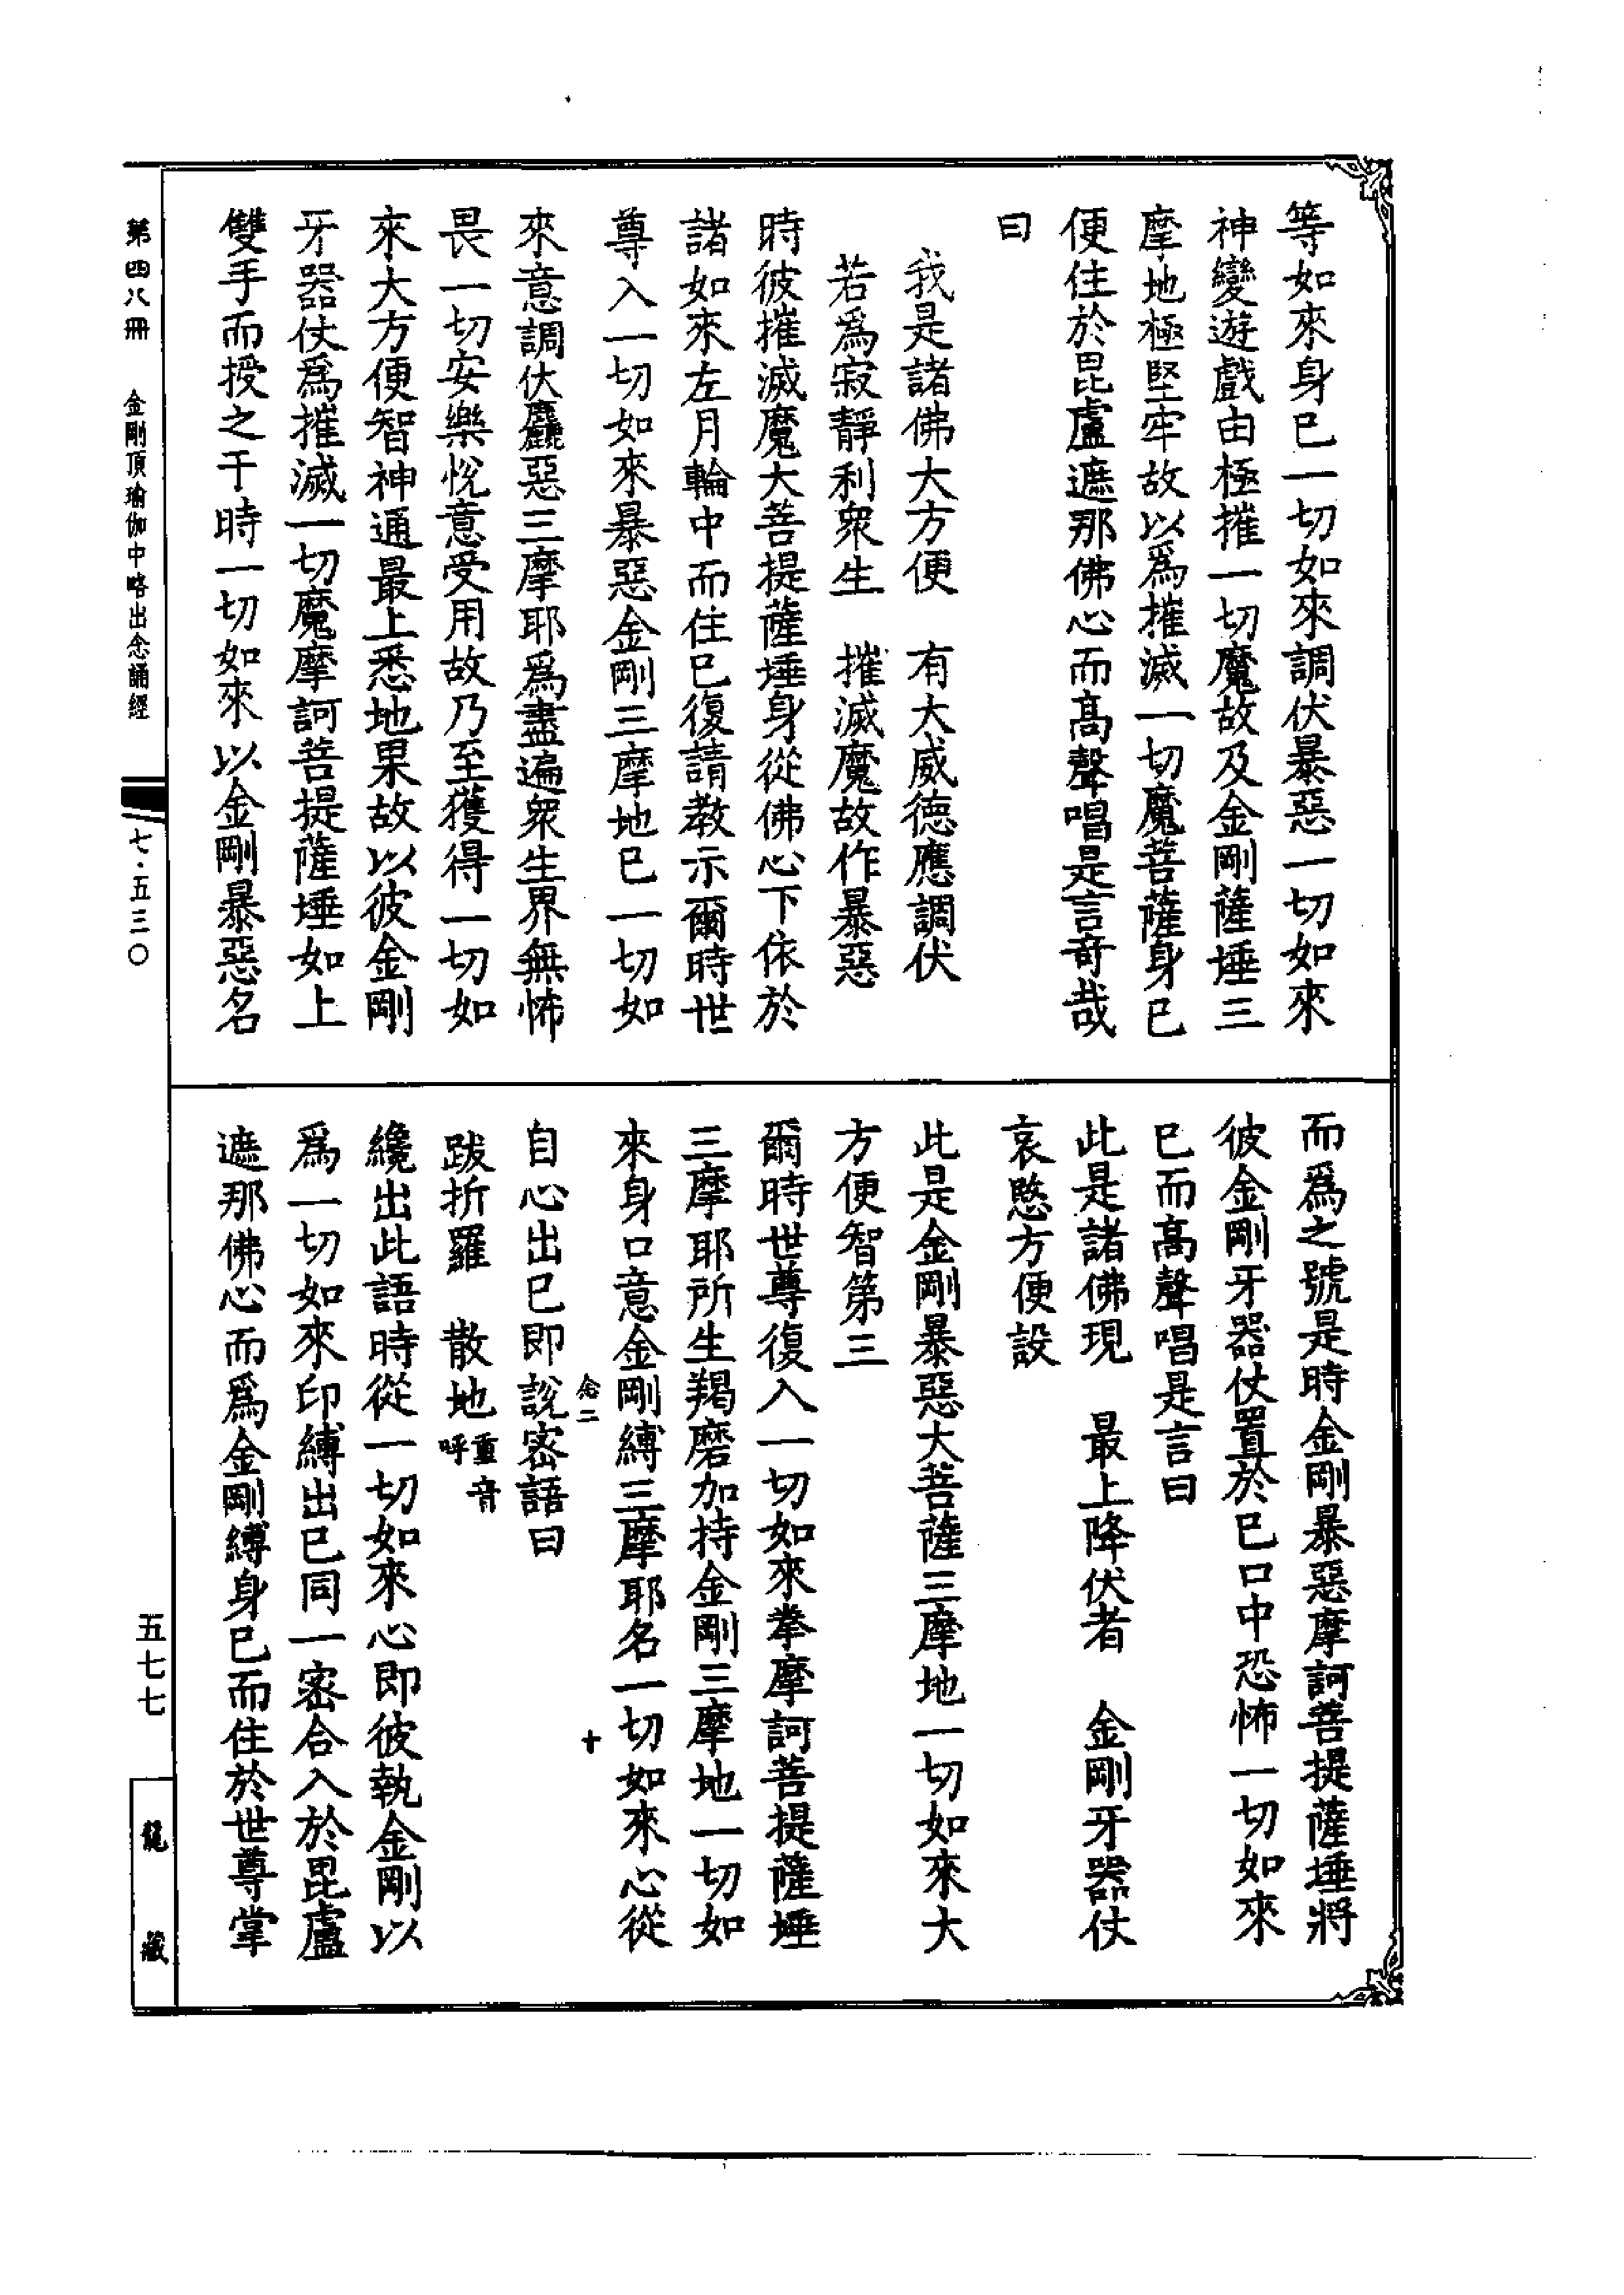 等如來身已一切如來調伏暴惡一切如來
神變遊戲由極摧一切魔故及金剛薩埵三
摩地極堅牢故以爲摧滅一切魔菩薩身已
便住於毘盧遮那佛心而高聲唱是言奇哉
曰
我是諸佛大方便　有大威德應調伏
若爲寂靜利衆生　摧滅魔故作暴惡
時彼摧滅魔大菩提薩埵身從佛心下依於
諸如來左月輪中而住已復請教示爾時世
尊入一切如來暴惡金剛三摩地已一切如
來意調伏麤惡三摩耶爲盡遍衆生界無怖
畏一切安樂悅意受用故乃至獲得一切如
來大方便智神通最上悉地果故以彼金剛
牙器仗爲摧滅一切魔摩訶菩提薩埵如上
雙手而授之于時一切如來以金剛暴惡名
而爲之號是時金剛暴惡摩訶菩提薩埵將
彼金剛牙器仗置於已口中恐怖一切如來
已而高聲唱是言曰
此是諸佛現　最上降伏者　金剛牙器仗
哀愍方便設
此是金剛暴惡大菩薩三摩地一切如來大
方便智第三
爾時世尊復入一切如來拳摩訶菩提薩埵
三摩耶所生羯磨加持金剛三摩地一切如
來身口意金剛縛三摩耶名一切如來心從
念二　十
自心出已即說密語曰
跋折羅　散地重音呼
纔出此語時從一切如來心即彼執金剛以
爲一切如來印縛出已同一密合入於毘盧
遮那佛心而爲金剛縛身已而住於世尊掌
第四八冊　金剛頂瑜伽中略出念誦經　七·五三〇　五七七　龍藏